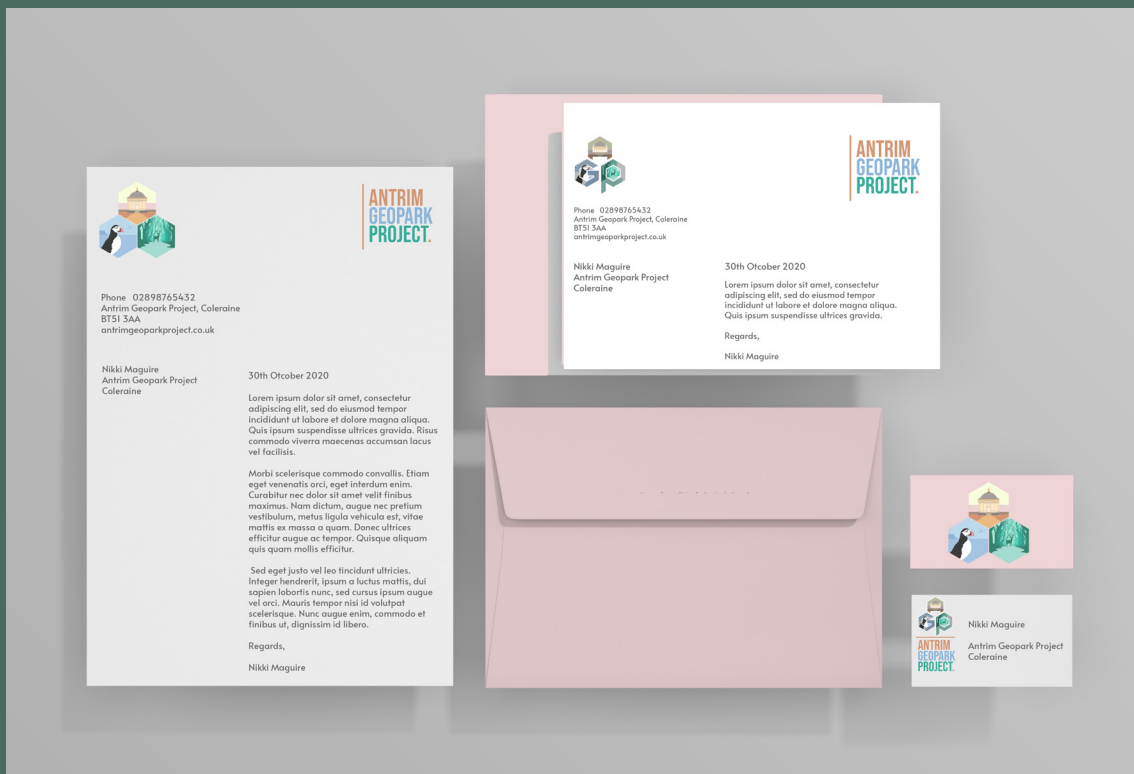 ANTRIM
GEOPARK
PROJECT.
Phone 02898765432
Antrim Geopark Project, Coleraine
BT51 3AA
antrimgeoparkproject.co.uk
Nikki Maguire
Antrim Geopark Project
Coleraine
30th Otcober 2020
Lorem ipsum dolor sit amet, consectetur
adipiscing elit, sed do eiusmod tempor
incididunt ut labore et dolore magna aliqua.
Quis ipsum suspendisse ultrices gravida. Risus
commodo viverra maecenas accumsan lacus
vel facilisis.
Morbi scelerisque commodo convallis. Etiam
eget venenatis orci, eget interdum enim.
Curabitur nec dolor sit amet velit finibus
maximus. Nam dictum, augue nec pretium
vestibulum, metus ligula vehicula est, vitae
mattis ex massa a quam. Donec ultrices
efficitur augue ac tempor. Quisque aliquam
quis quam mollis efficitur.
Sed eget justo vel leo tincidunt ultricies.
Integer hendrerit, ipsum a luctus mattis, dui
sapien lobortis nunc, sed cursus ipsum augue
vel orci. Mauris tempor nisi id volutpat
scelerisque. Nunc augue enim, commodo et
finibus ut, dignissim id libero.
Regards,
Nikki Maguire
Gp
ANTRIM
GEOPARK
PROJECT.
Phone 02898765432
Antrim Geopark Project, Coleraine
BT51 3AA
antrimgeoparkproject.co.uk
Nikki Maguire
Antrim Geopark Project
Coleraine
30th Otcober 2020
Lorem ipsum dolor sit amet, consectetur
adipiscing elit, sed do eiusmod tempor
incididunt ut labore et dolore magna aliqua.
Quis ipsum suspendisse ultrices gravida.
Regards,
Nikki Maguire
Gp
ANTRIM
GEOPARK
PROJECT.
Nikki Maguire
Antrim Geopark Project
Coleraine